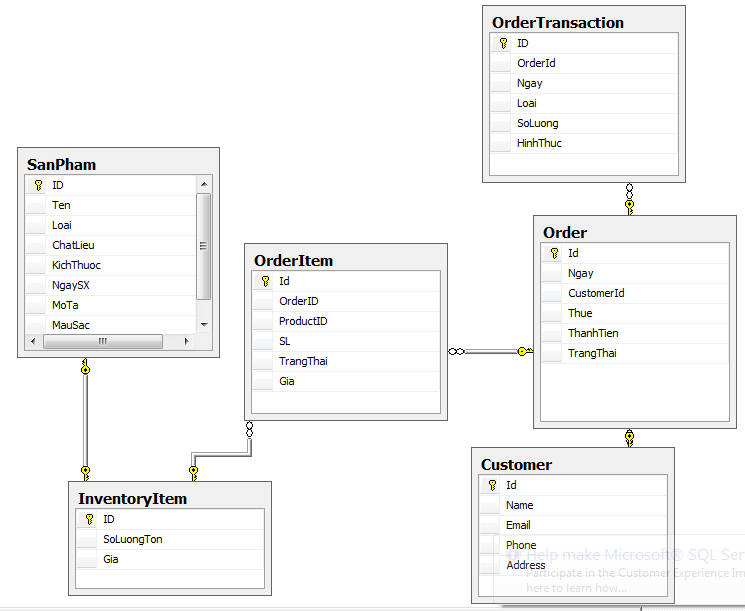 OrderTransaction
ID
OrderId
Ngay
Loai
SoLuong
HinhThuc
SanPham
ID
Ten
Loai
ChatLieu
KichThuoc
NgaySX
MoTa
MauSac
OrderItem
Id
OrderID
ProductID
SL
TrangThai
Gia
Order
Id
Ngay
CustomerId
Thue
ThanhTien
TrangThai
InventoryItem
ID
SoLuongTon
Gia
Customer
Id
Name
Email
Phone
Address
Help make Microsoft® SQL Ser
Participate in the Customer Experience Im
here to learn how...